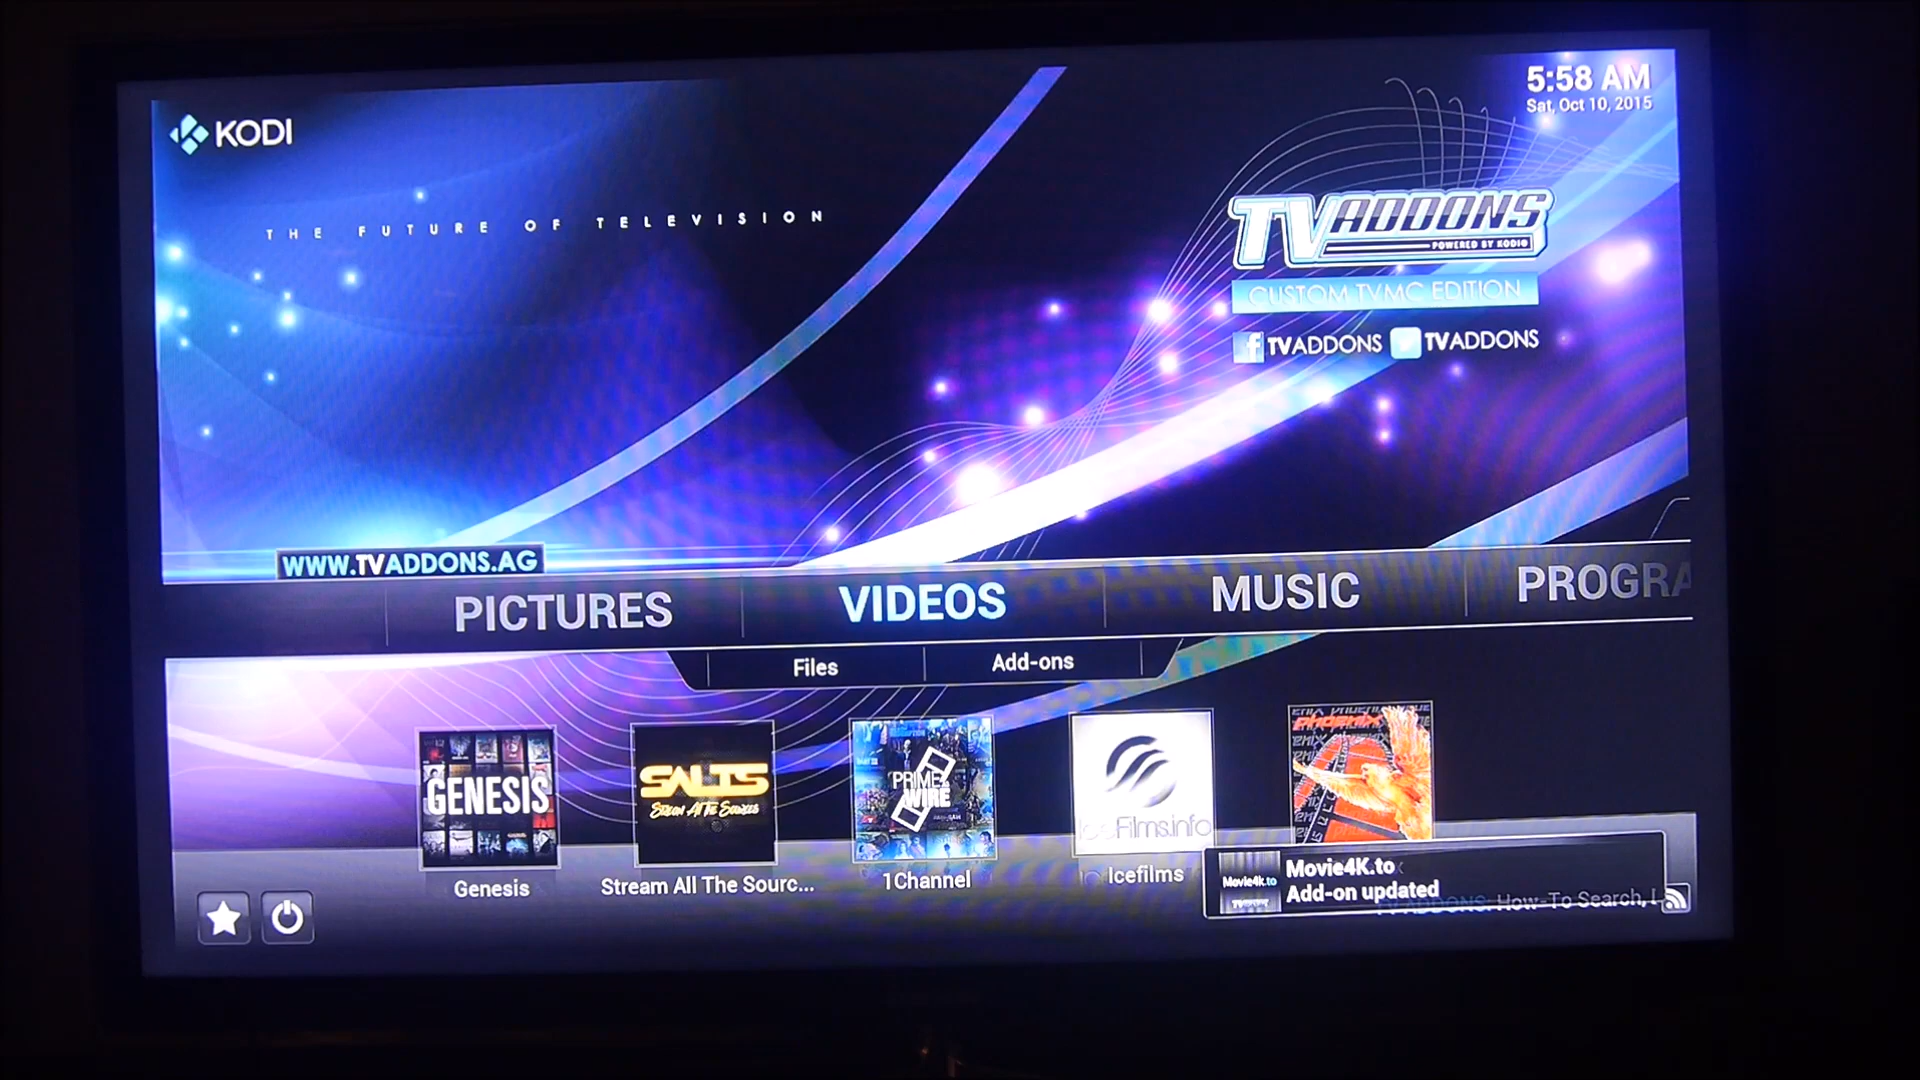 KODI
5:58 AM
Sat, Oct 10, 2015
THE FUTURE OF TELEVISION
TVADDONS
POWERED BY KODI
CUSTOM TVMC EDITION
TVADDONS TVADDONS
WWW.TVADDONS.AG
PICTURES VIDEOS MUSIC PROGRA
Files Add-ons
GENESIS
SALTS
Stream All The Sources
PRIME
WIRE
IceFilms.info
PHOENIX
Genesis
Stream All The Sourc...
1Channel
Icefilms
Movie4k.to
Movie4K.to
Add-on updated
TVADDONS: How-To Search,